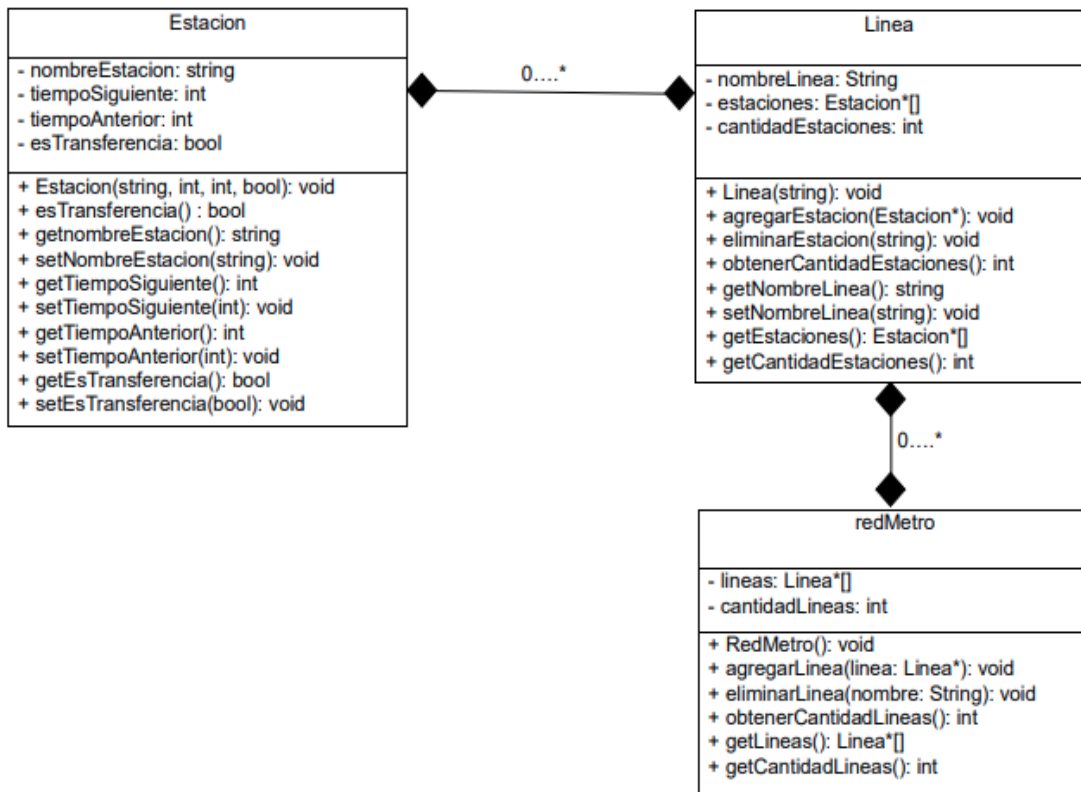 Estacion
- nombreEstacion: string
- tiempoSiguiente: int
- tiempoAnterior: int
- esTransferencia: bool
+ Estacion(string, int, int, bool): void
+ esTransferencia() : bool
+ getnombreEstacion(): string
+ setNombreEstacion(string): void
+ getTiempoSiguiente(): int
+ setTiempoSiguiente(int): void
+ getTiempoAnterior(): int
+ setTiempoAnterior(int): void
+ getEsTransferencia(): bool
+ setEsTransferencia(bool): void
0....*
Linea
- nombreLinea: String
- estaciones: Estacion*[]
- cantidadEstaciones: int
+ Linea(string): void
+ agregarEstacion(Estacion*): void
+ eliminarEstacion(string): void
+ obtenerCantidadEstaciones(): int
+ getNombreLinea(): string
+ setNombreLinea(string): void
+ getEstaciones(): Estacion*[]
+ getCantidadEstaciones(): int
0....*
redMetro
- lineas: Linea*[]
- cantidadLineas: int
+ RedMetro(): void
+ agregarLinea(linea: Linea*): void
+ eliminarLinea(nombre: String): void
+ obtenerCantidadLineas(): int
+ getLineas(): Linea*[]
+ getCantidadLineas(): int